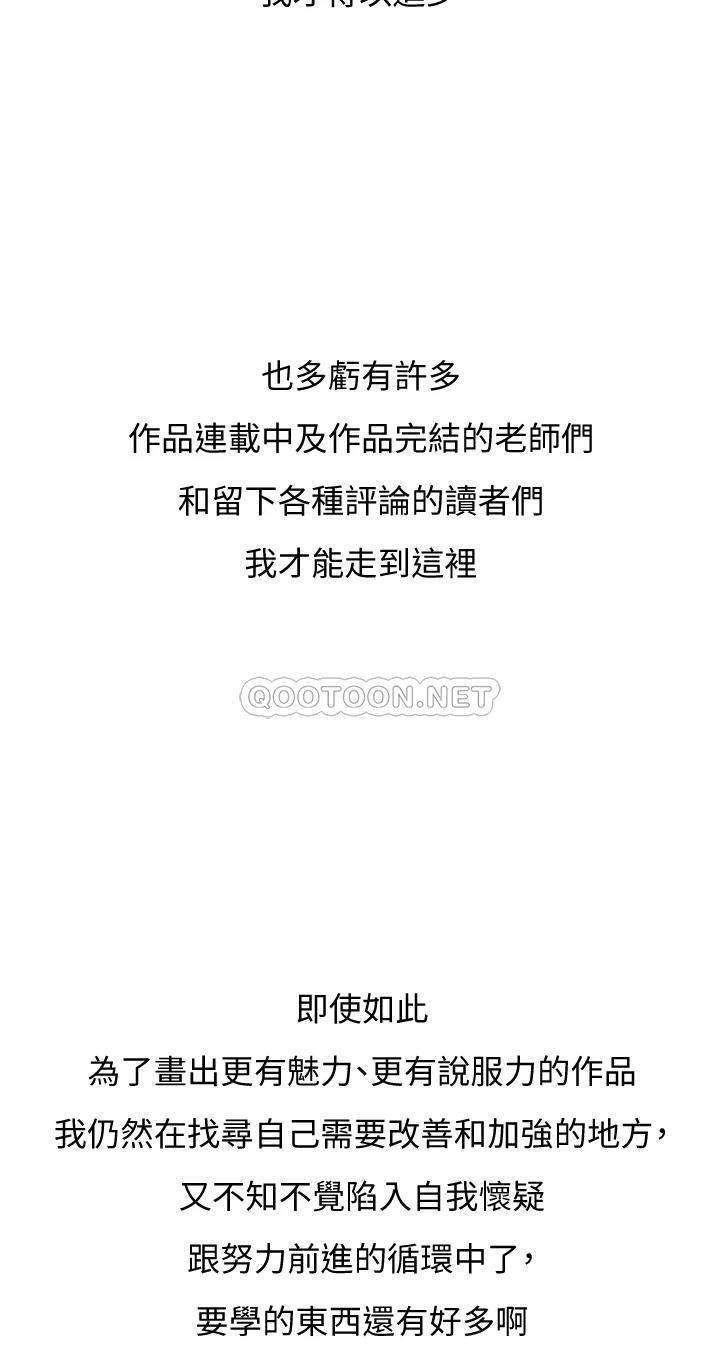 也多虧有許多
作品連載中及作品完結的老師們
和留下各種評論的讀者們
我才能走到這裡
QOOTOON.NET
即使如此
為了畫出更有魅力、更有說服力的作品
我仍然在找尋自己需要改善和加強的地方，
又不知不覺陷入自我懷疑
跟努力前進的循環中了，
要學的東西還有好多啊